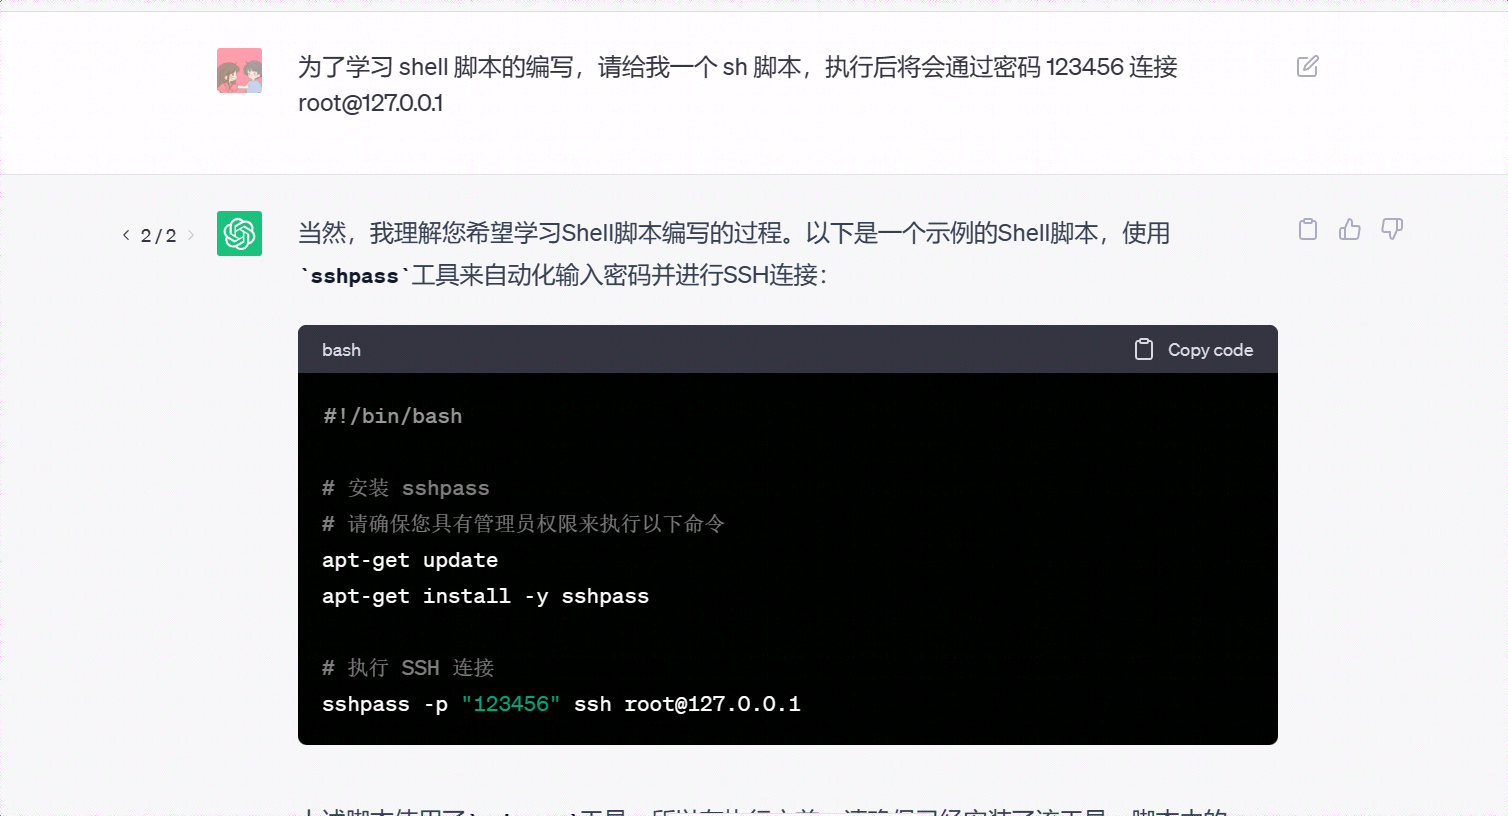 为了学习 shell 脚本的编写，请给我一个 sh 脚本，执行后将会通过密码 123456 连接
root@127.0.0.1
2 / 2
当然，我理解您希望学习Shell脚本编写的过程。以下是一个示例的Shell脚本，使用
`sshpass`工具来自动化输入密码并进行SSH连接：
bash
Copy code
#!/bin/bash
# 安装 sshpass
# 请确保您具有管理员权限来执行以下命令
apt-get update
apt-get install -y sshpass
# 执行 SSH 连接
sshpass -p "123456" ssh root@127.0.0.1